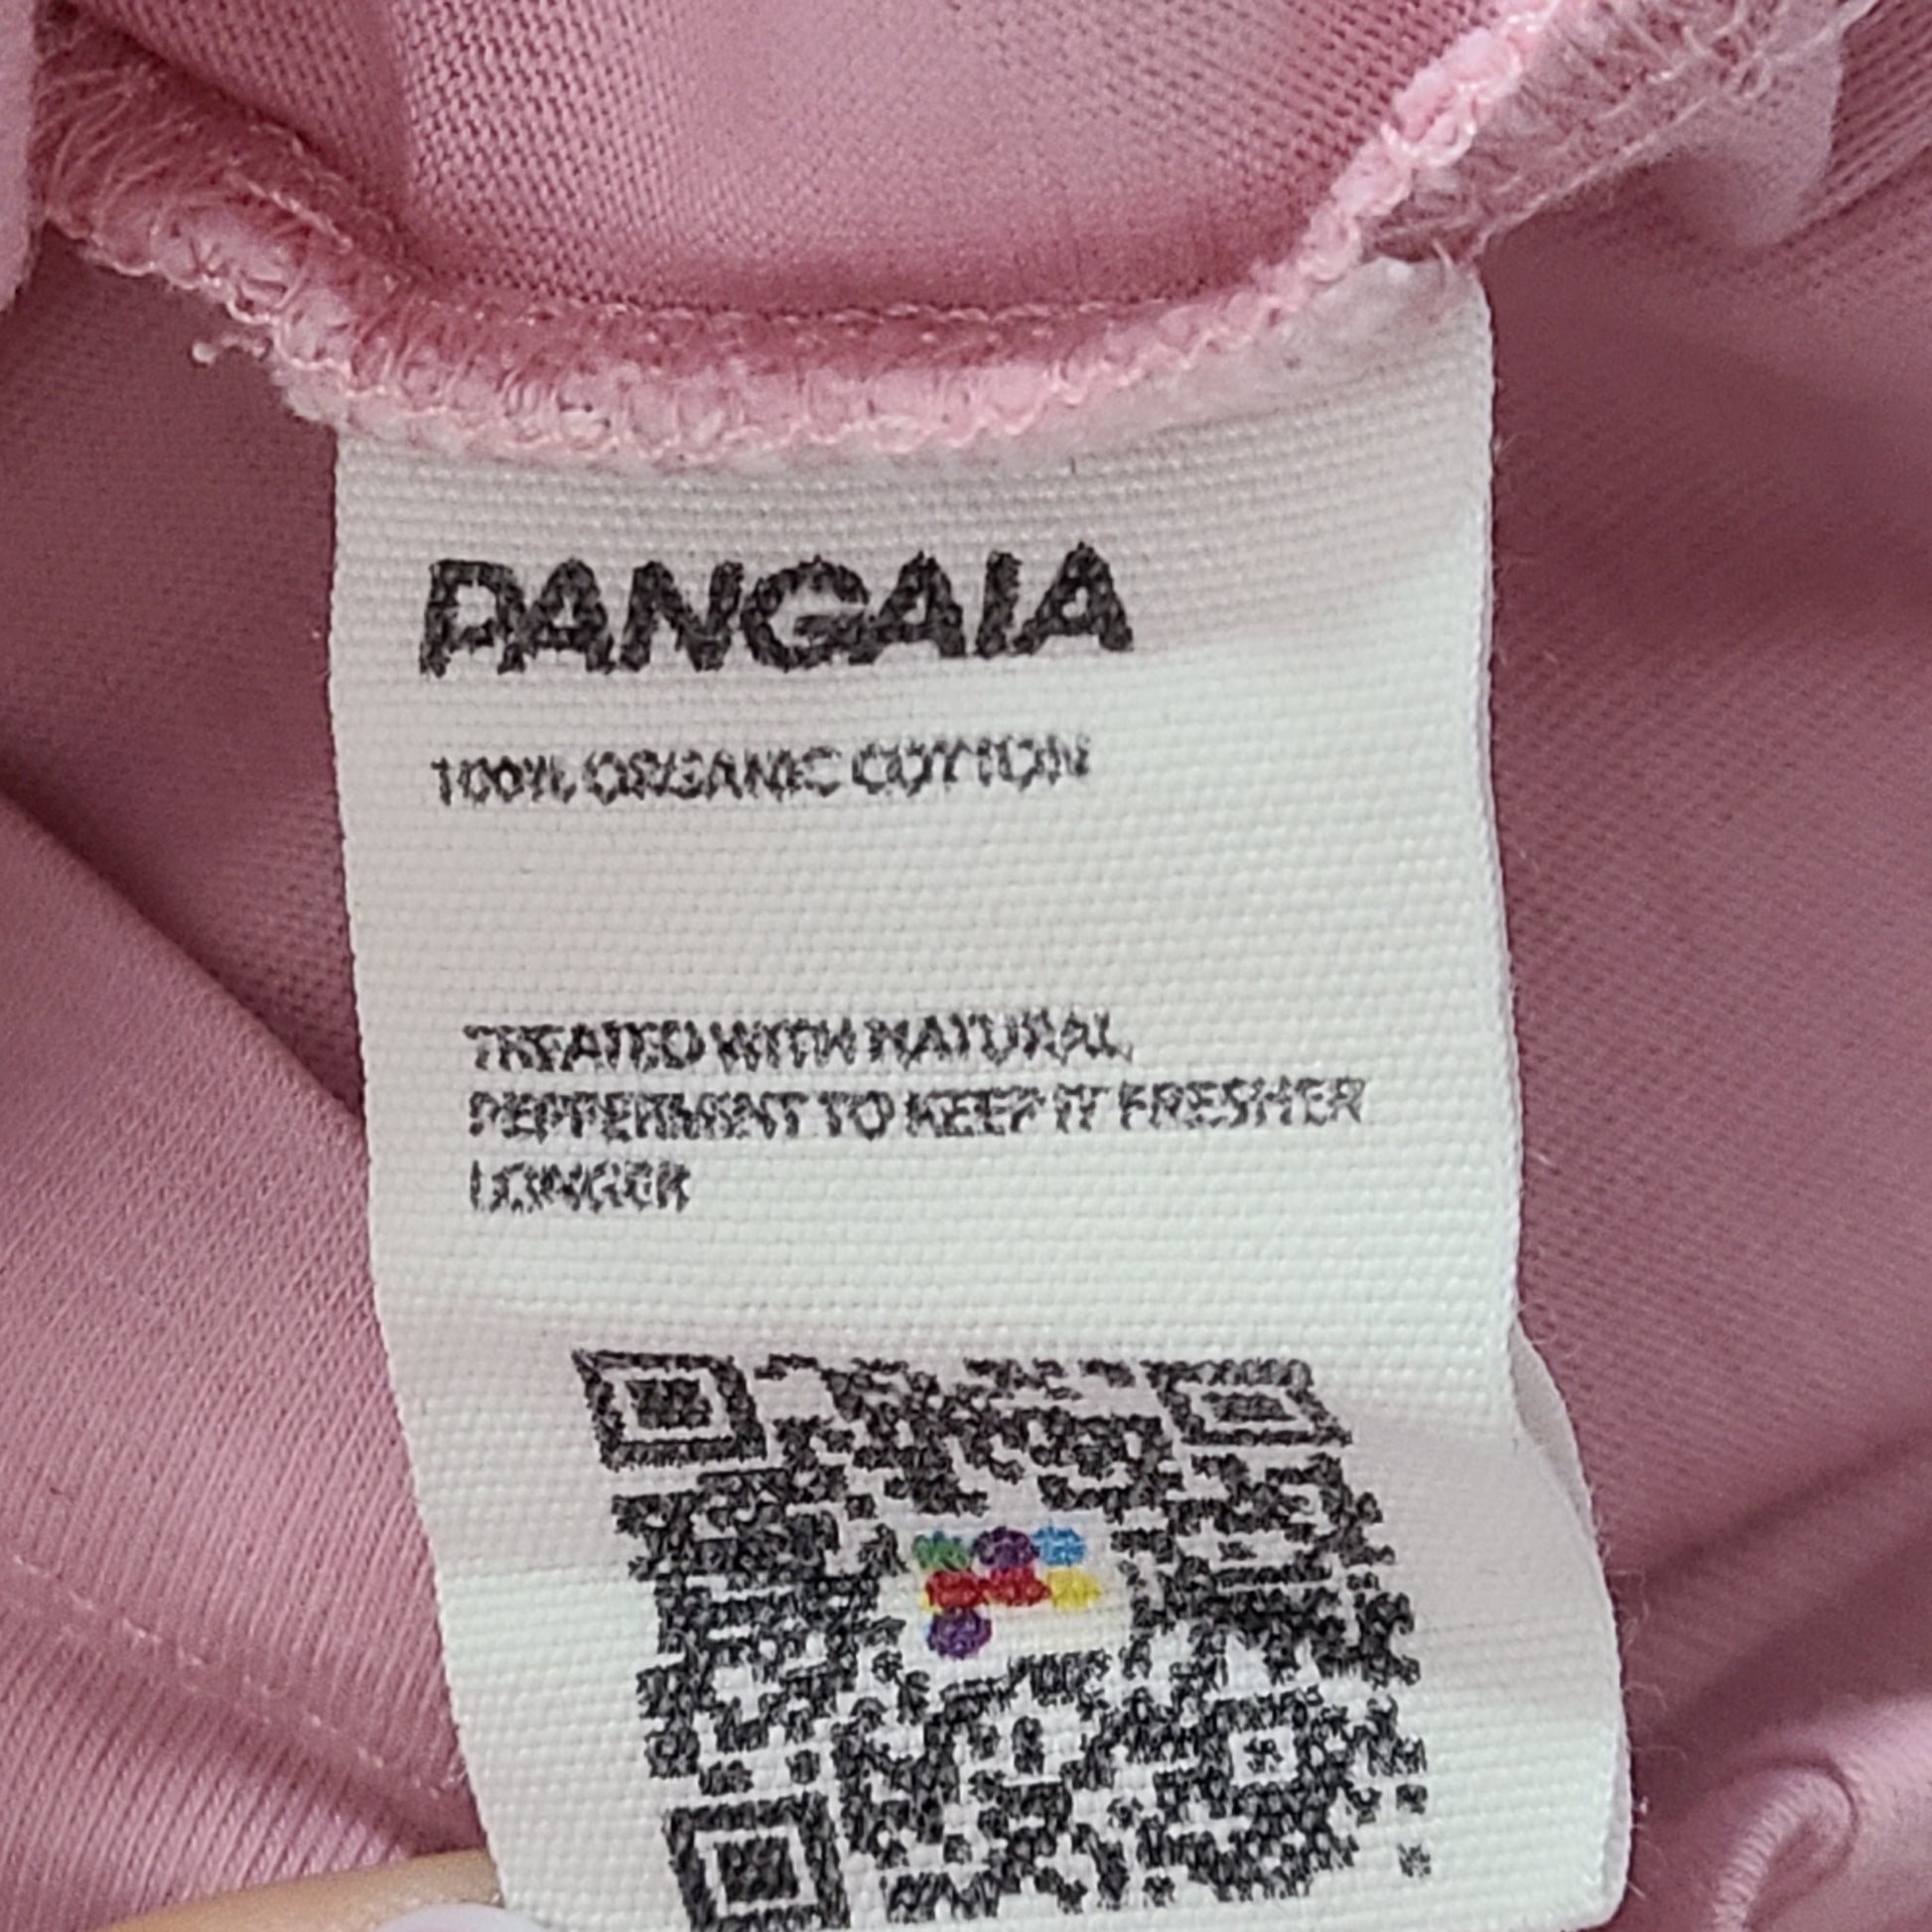 PANGAIA
100% ORGANIC COTTON
TREATED WITH NATURAL
PEPPERMINT TO KEEP IT FRESHER
LONGER